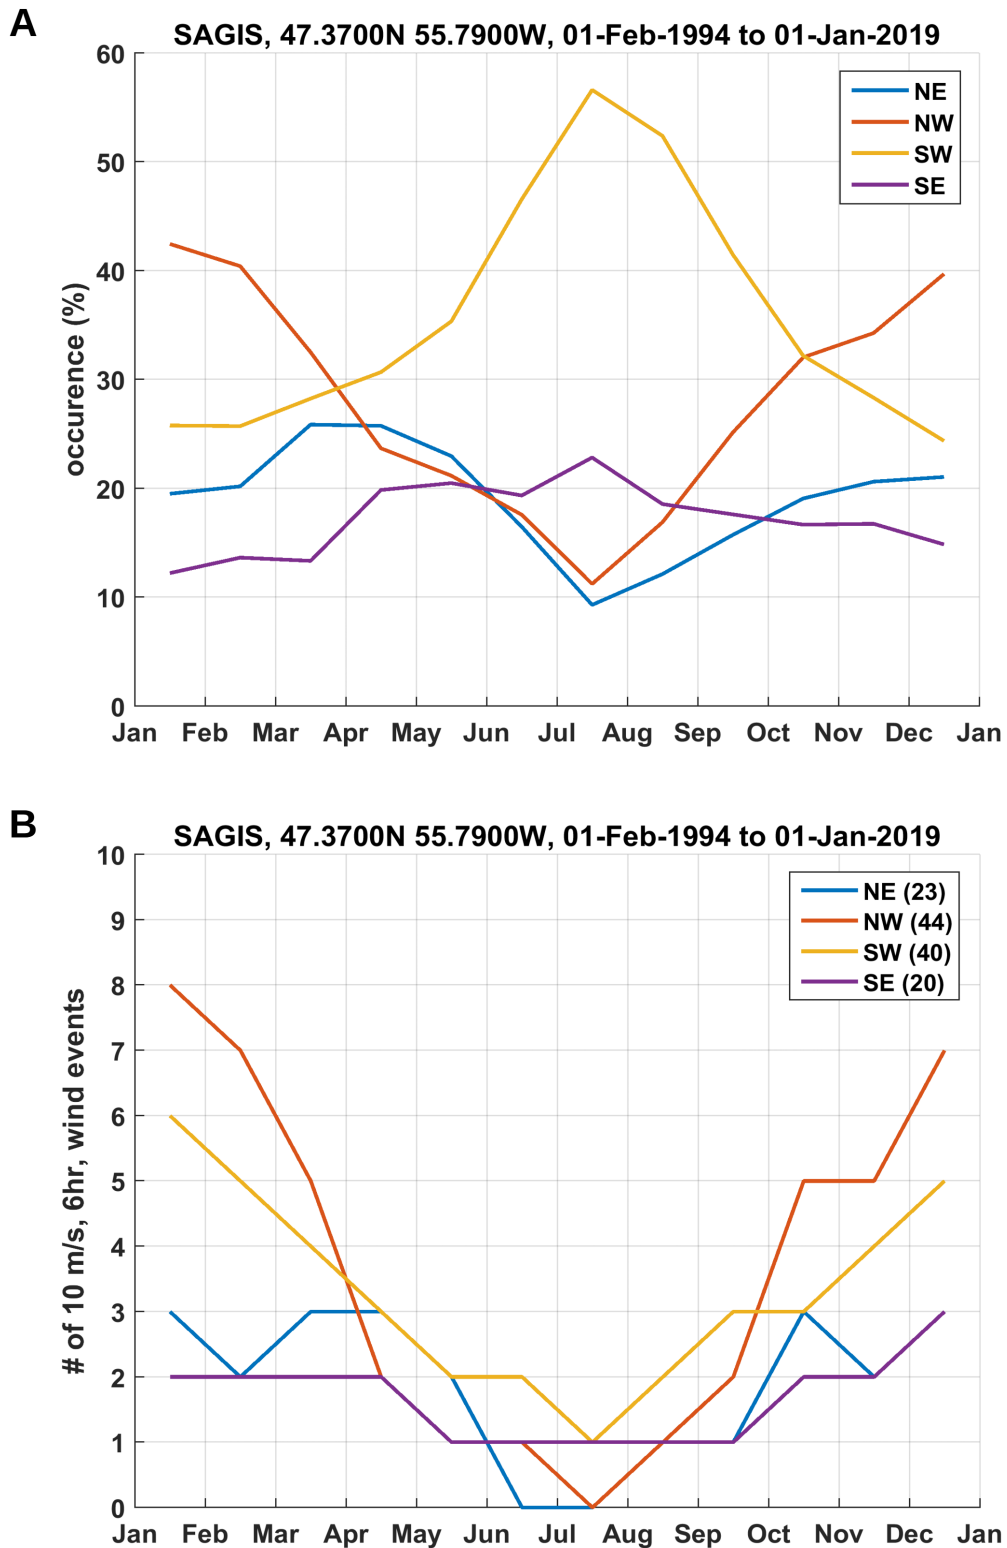 A
SAGIS, 47.3700N 55.7900W, 01-Feb-1994 to 01-Jan-2019
60
50
40
30
20
10
0
occurence (%)
NE
NW
SW
SE
Jan Feb Mar Apr May Jun Jul Aug Sep Oct Nov Dec Jan
B
SAGIS, 47.3700N 55.7900W, 01-Feb-1994 to 01-Jan-2019
10
9
8
7
6
5
4
3
2
1
0
# of 10 m/s, 6hr, wind events
NE (23)
NW (44)
SW (40)
SE (20)
Jan Feb Mar Apr May Jun Jul Aug Sep Oct Nov Dec Jan